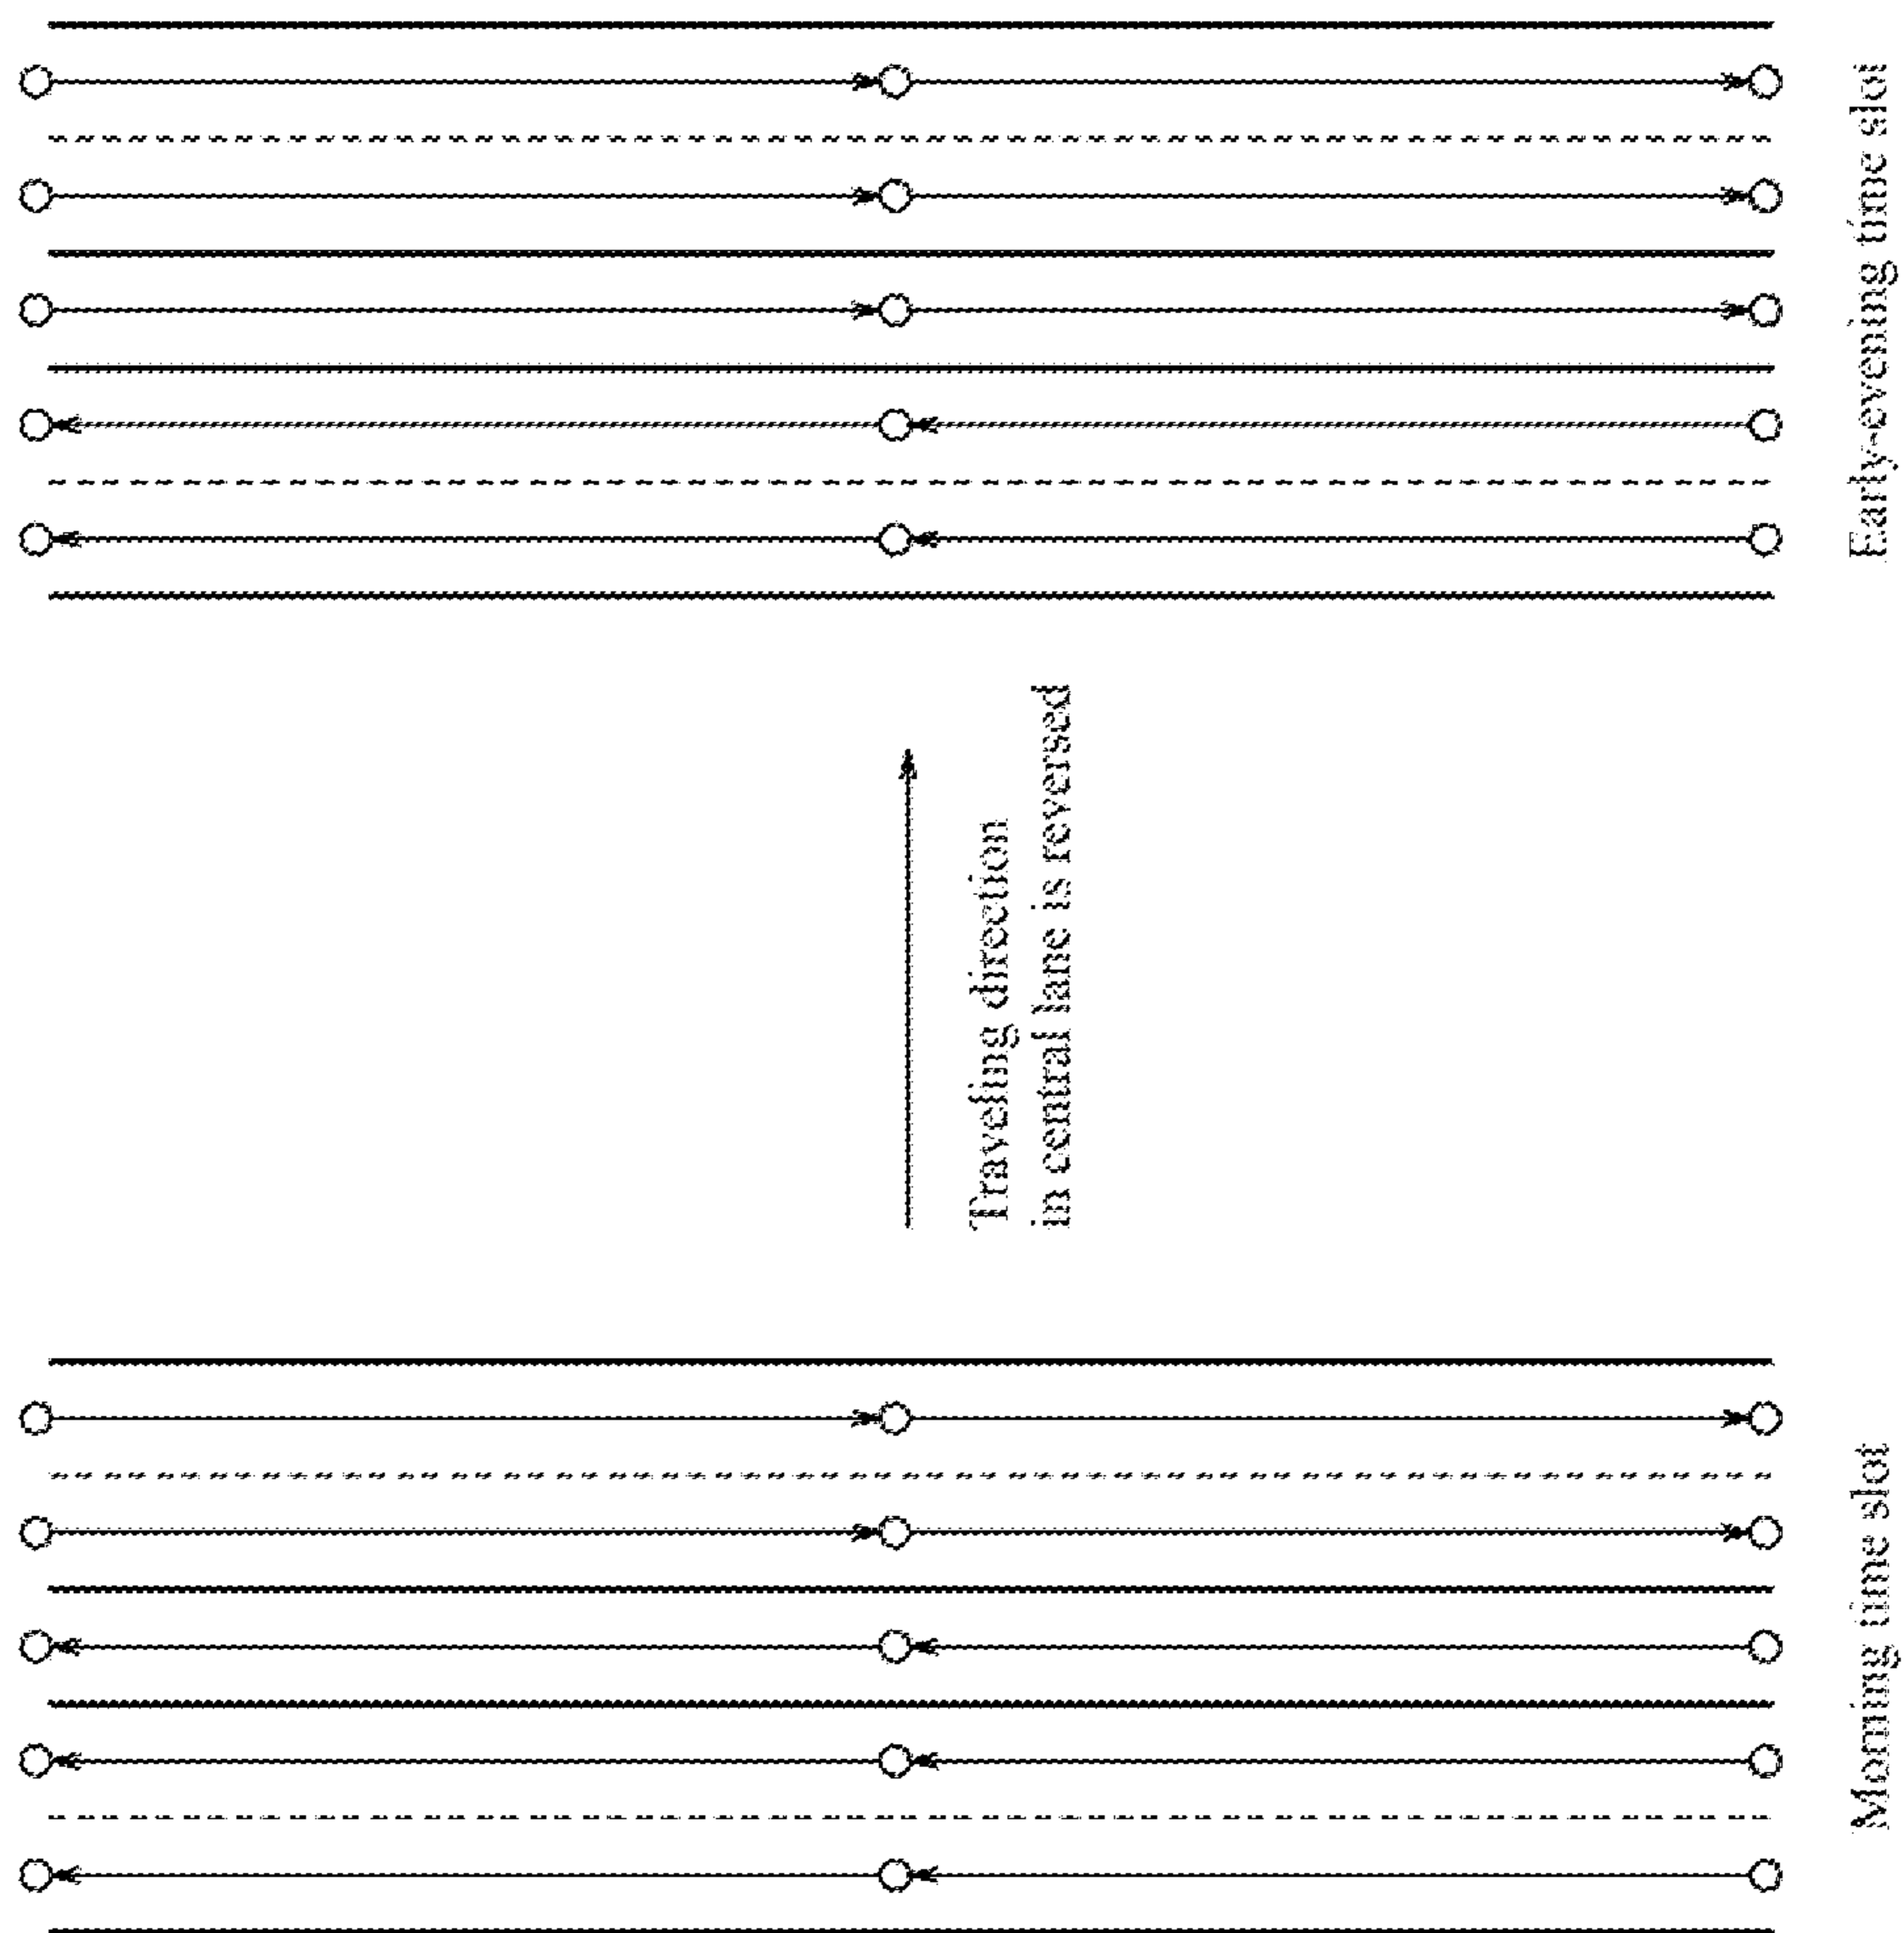 Morning time slot
Traveling direction
in central lane is reversed
Early-evening time slot